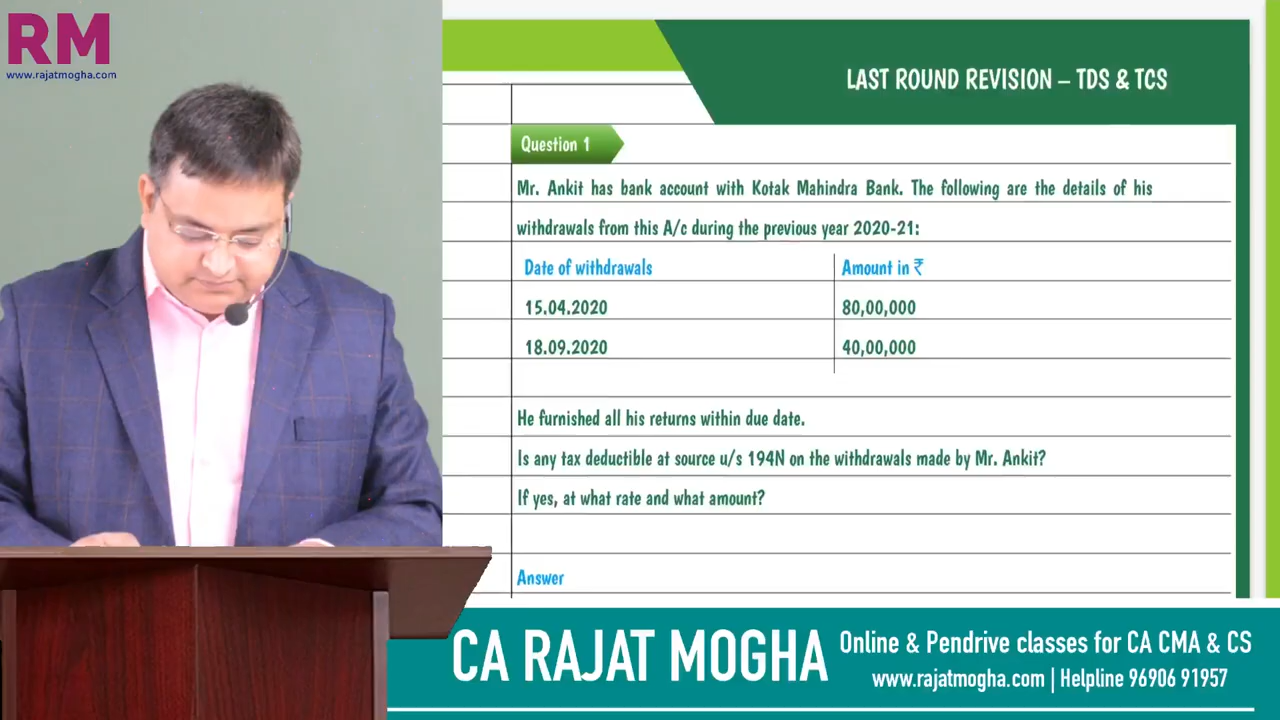 RM
www.rajatmogha.com
LAST ROUND REVISION – TDS & TCS
Question 1
Mr. Ankit has bank account with Kotak Mahindra Bank. The following are the details of his
withdrawals from this A/c during the previous year 2020-21:
Date of withdrawals Amount in ₹
15.04.2020 80,00,000
18.09.2020 40,00,000
He furnished all his returns within due date.
Is any tax deductible at source u/s 194N on the withdrawals made by Mr. Ankit?
If yes, at what rate and what amount?
Answer
CA RAJAT MOGHA
Online & Pendrive classes for CA CMA & CS
www.rajatmogha.com | Helpline 96906 91957